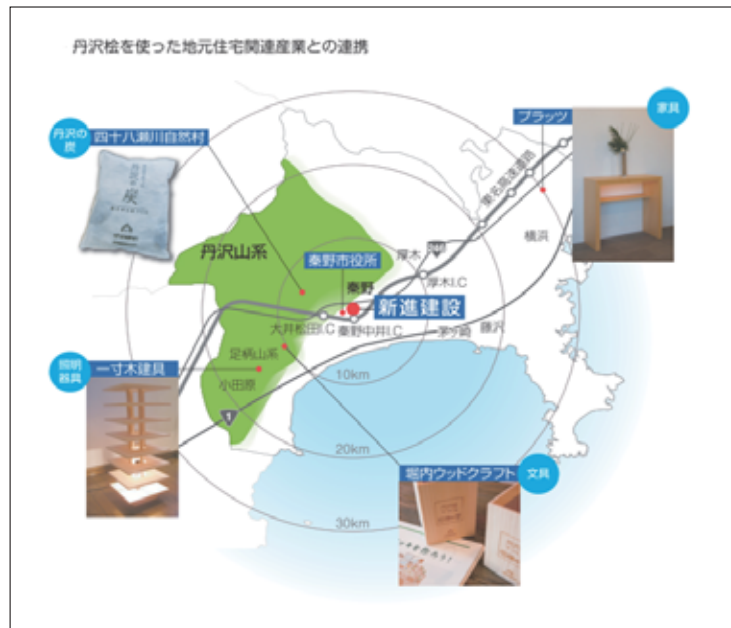 丹沢桧を使った地元住宅関連産業との連携
丹沢の
炭
四十八瀬川自然村
炭
プラッツ
家具
東名高速道路
横浜
丹沢山系
秦野市役所
厚木
秦野
厚木I.C
新進建設
大井松田I.C
秦野中井I.C
茅ヶ崎
藤沢
足柄山系
小田原
照明
器具
一寸木建具
1
10km
20km
30km
堀内ウッドクラフト
文具